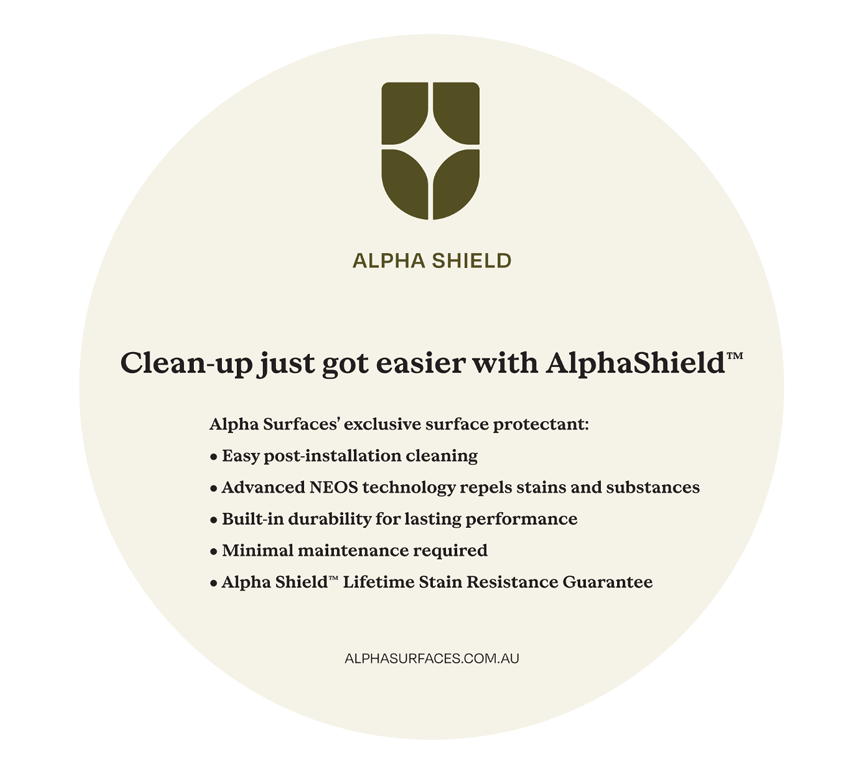 ALPHA SHIELD
Clean-up just got easier with AlphaShield™
Alpha Surfaces’ exclusive surface protectant:
• Easy post-installation cleaning
• Advanced NEOS technology repels stains and substances
• Built-in durability for lasting performance
• Minimal maintenance required
• Alpha Shield™ Lifetime Stain Resistance Guarantee
ALPHASURFACES.COM.AU